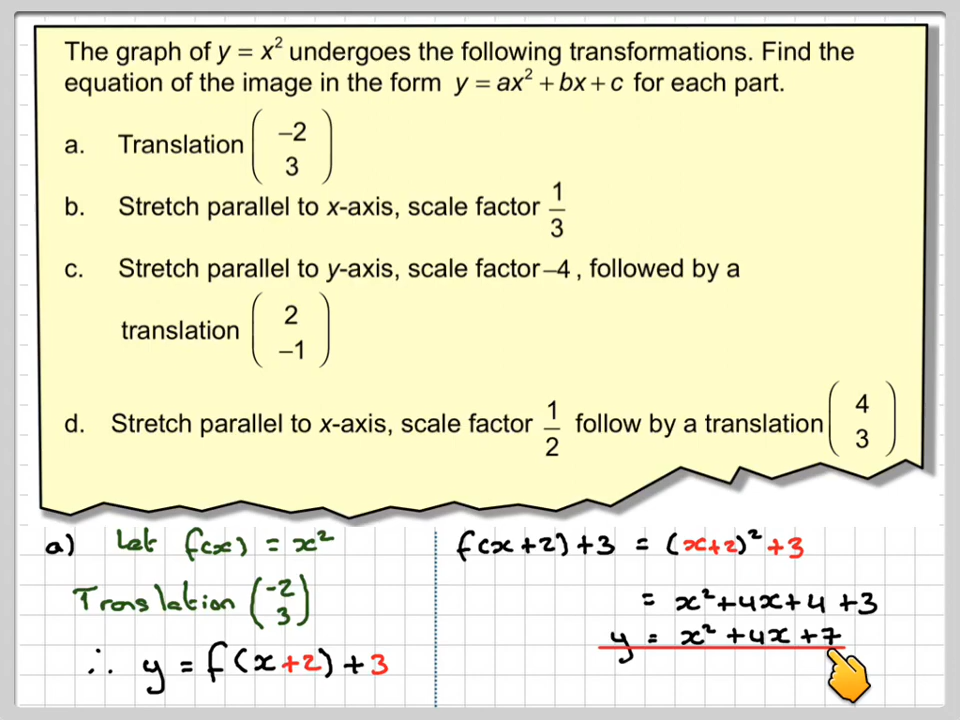 The graph of y = x² undergoes the following transformations. Find the
equation of the image in the form y = ax² + bx + c for each part.
a. Translation ( −2 3 )
b. Stretch parallel to x-axis, scale factor 1/3
c. Stretch parallel to y-axis, scale factor –4 , followed by a
translation ( 2 −1 )
d. Stretch parallel to x-axis, scale factor 1/2 follow by a translation ( 4 3 )
a) Let f(x) = x²
Translation ( -2 3 )
∴ y = f(x+2) + 3
f(x+2) + 3 = (x+2)² + 3
= x² + 4x + 4 + 3
y = x² + 4x + 7